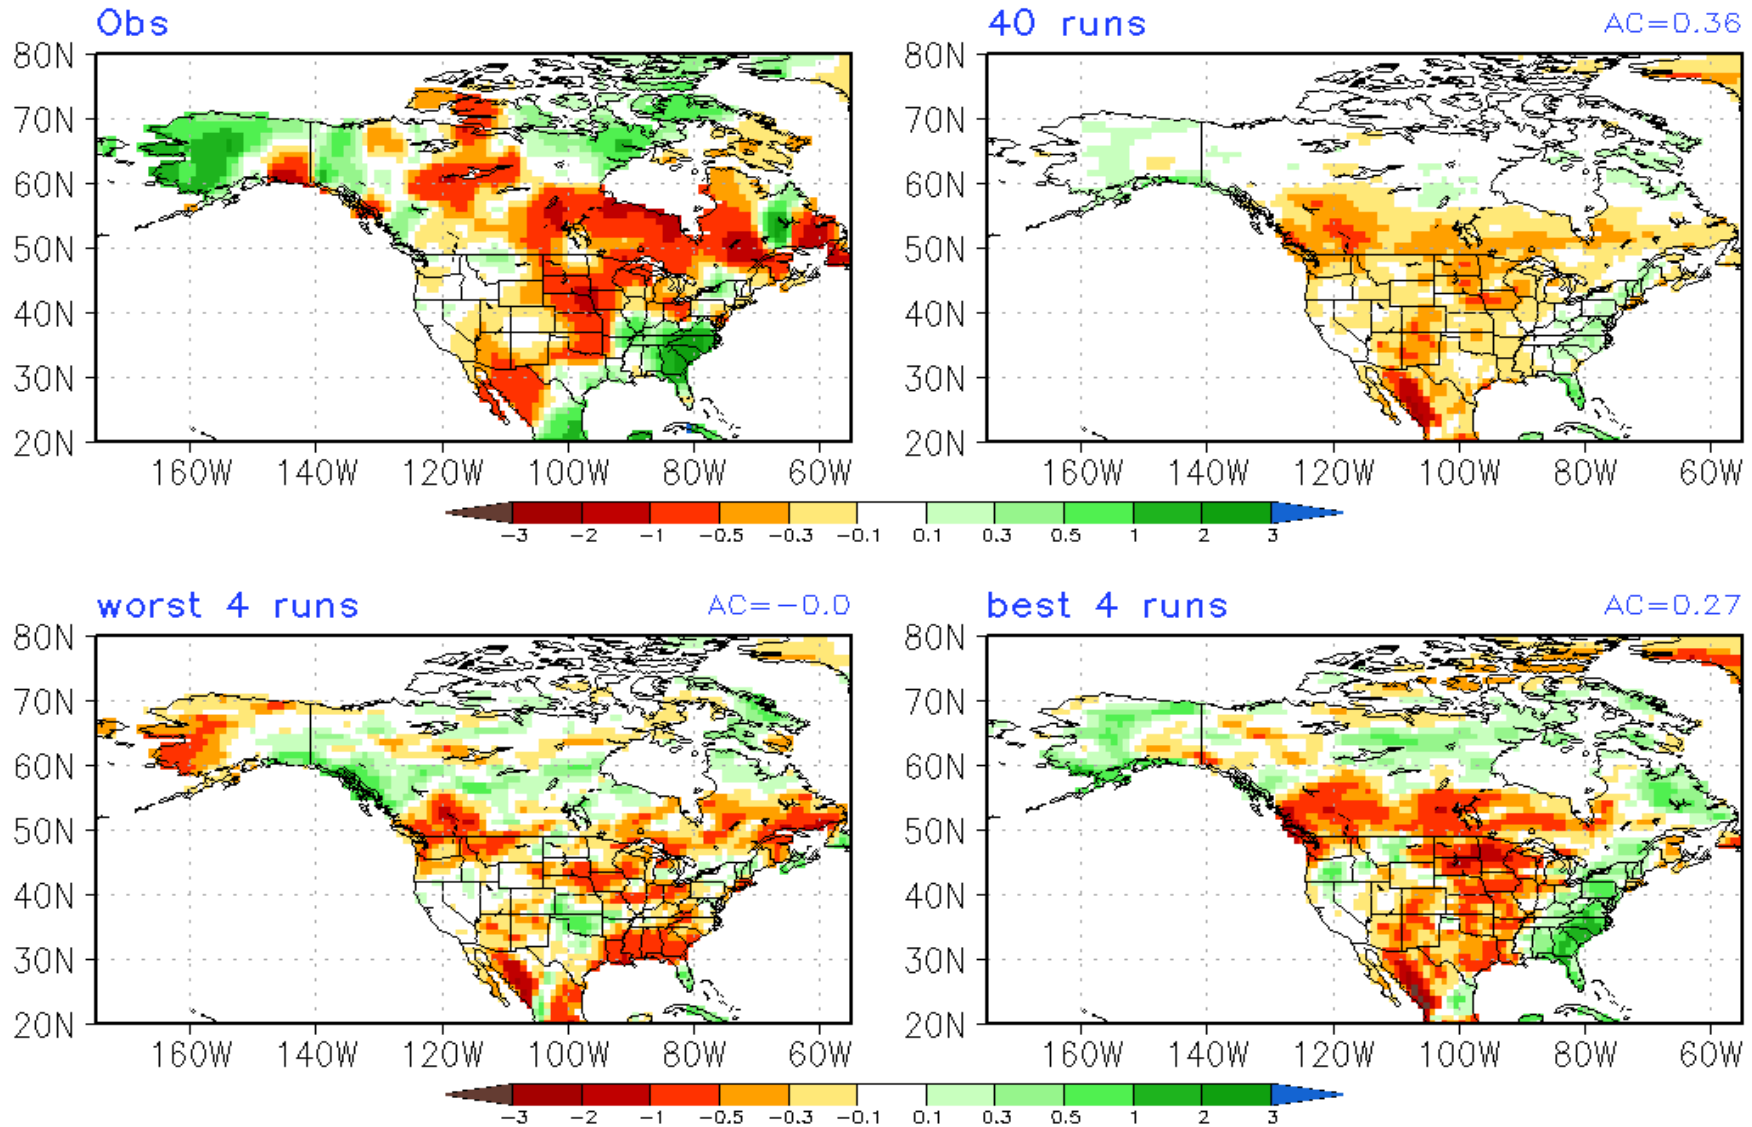 Obs
40 runs AC=0.36
80N 80N
70N 70N
60N 60N
50N 50N
40N 40N
30N 30N
20N 20N
160W 140W 120W 100W 80W 60W 160W 140W 120W 100W 80W 60W
-3 -2 -1 -0.5 -0.3 -0.1 0.1 0.3 0.5 1 2 3
worst 4 runs AC=-0.0
best 4 runs AC=0.27
80N 80N
70N 70N
60N 60N
50N 50N
40N 40N
30N 30N
20N 20N
160W 140W 120W 100W 80W 60W 160W 140W 120W 100W 80W 60W
-3 -2 -1 -0.5 -0.3 -0.1 0.1 0.3 0.5 1 2 3